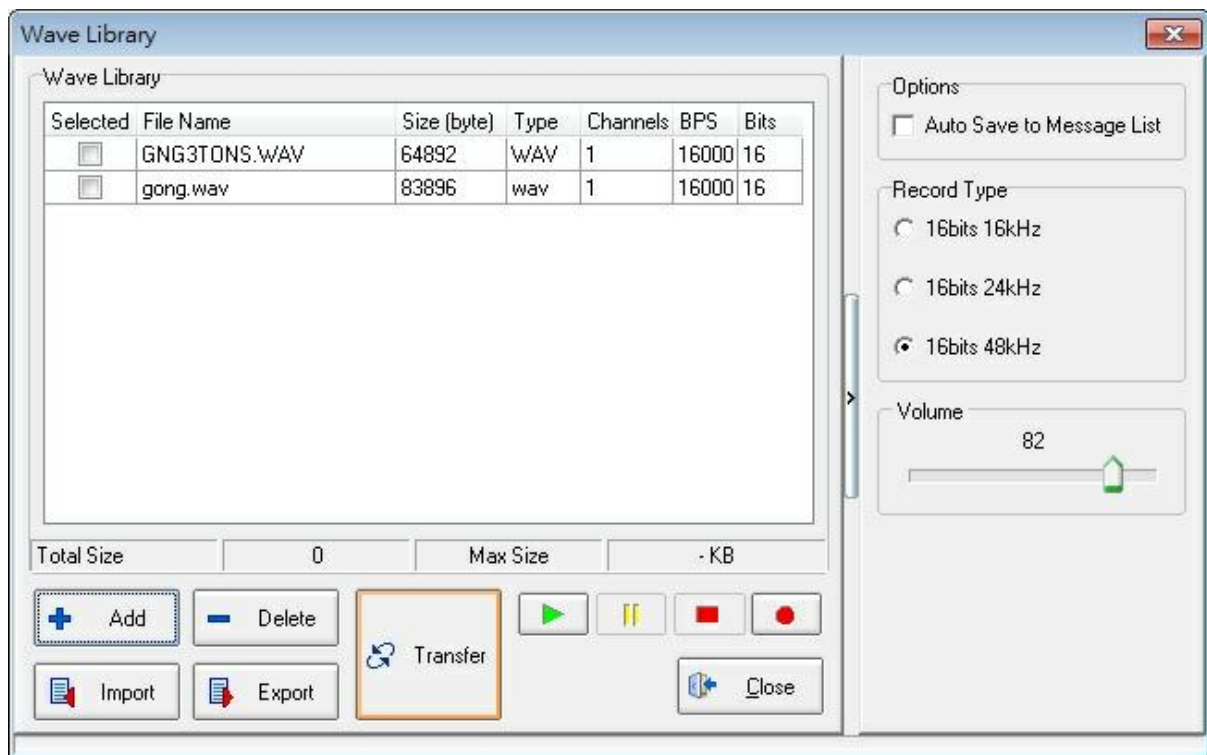 Wave Library
Wave Library
Selected File Name Size (byte) Type Channels BPS Bits
GNG3TONS.WAV 64892 WAV 1 16000 16
gong.wav 83896 wav 1 16000 16
Total Size 0 Max Size - KB
Add Delete
Import Export
Transfer
Close
Options
Auto Save to Message List
Record Type
16bits 16kHz
16bits 24kHz
16bits 48kHz
Volume
82